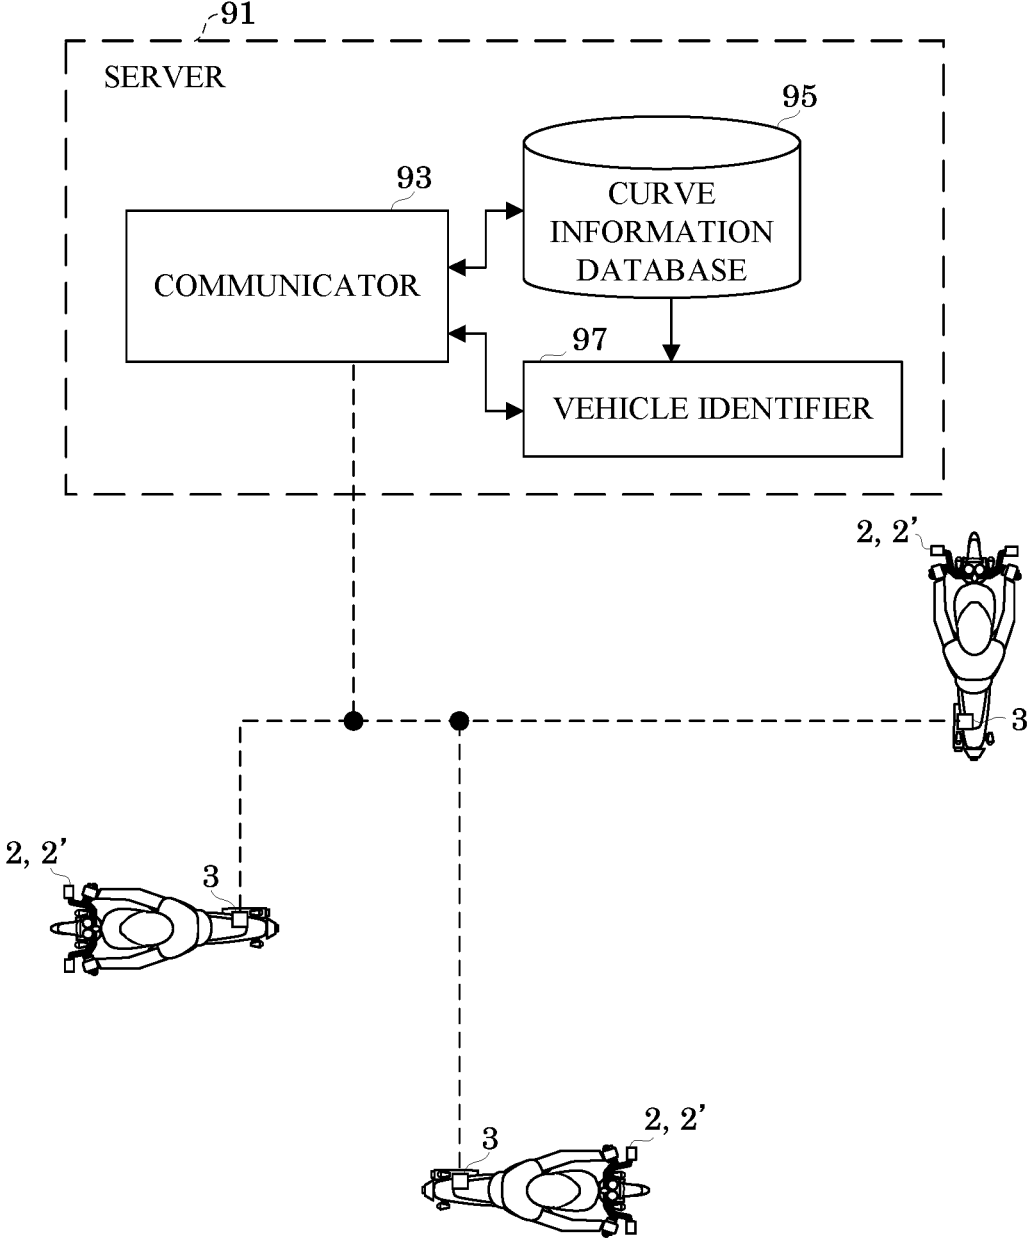 91
SERVER
95
93
CURVE
INFORMATION
DATABASE
COMMUNICATOR
97
VEHICLE IDENTIFIER
2, 2’
3
2, 2’
3
2, 2’
3